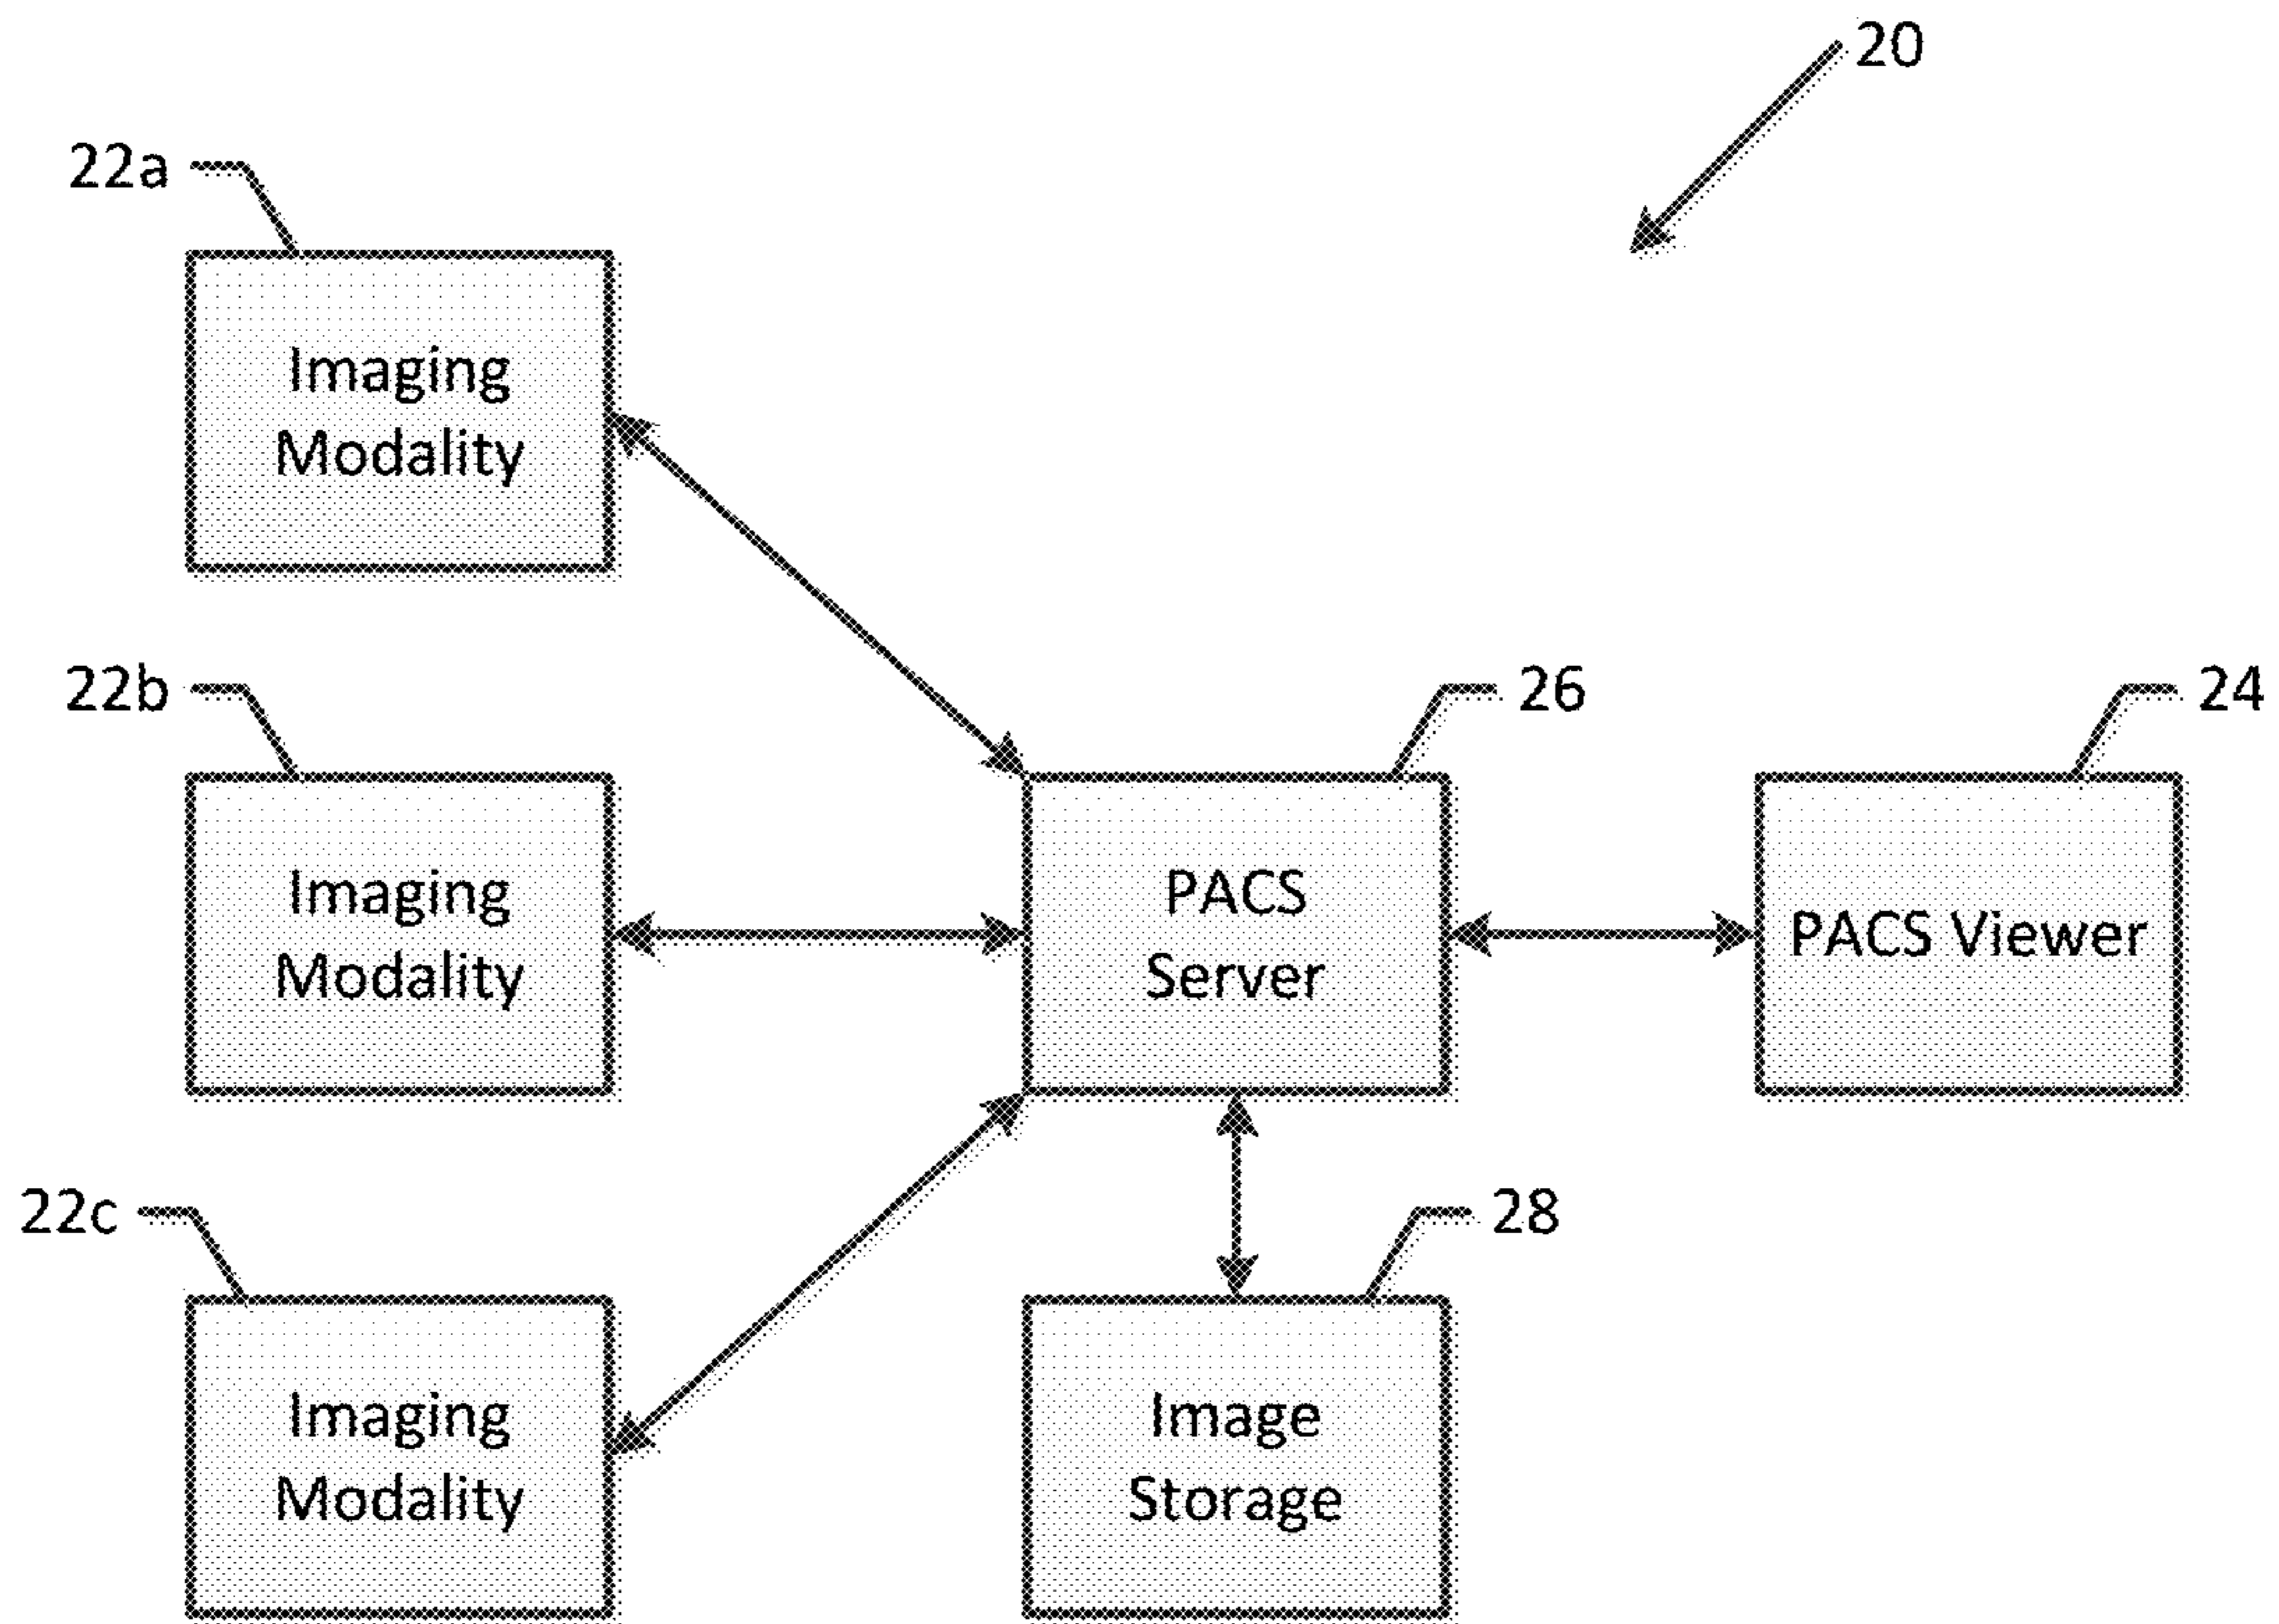 20
22a
Imaging
Modality
22b
26
24
Imaging
Modality
PACS
Server
PACS Viewer
22c
28
Imaging
Modality
Image
Storage